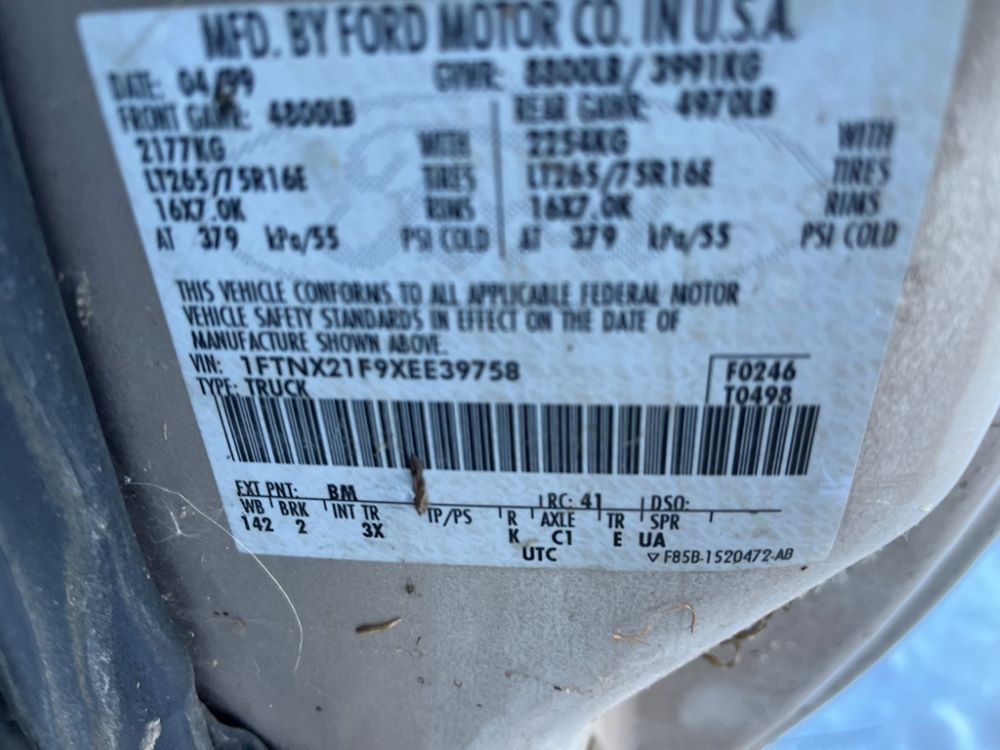 MFD. BY FORD MOTOR CO. IN U.S.A.
DATE: 04/99 GVWR: 8800LB/3991KG
FRONT GAWR: 4800LB REAR GAWR: 4970LB
2177KG WITH 2254KG WITH
LT265/75R16E TIRES LT265/75R16E TIRES
16X7.0K RIMS 16X7.0K RIMS
AT 379 kPa/55 PSI COLD AT 379 kPa/55 PSI COLD
THIS VEHICLE CONFORMS TO ALL APPLICABLE FEDERAL MOTOR
VEHICLE SAFETY STANDARDS IN EFFECT ON THE DATE OF
MANUFACTURE SHOWN ABOVE.
VIN: 1FTNX21F9XEE39758 F0246
TYPE: TRUCK T0498
EXT PNT: BM RC: 41 DSO:
WB BRK INT TR TP/PS R AXLE TR SPR
142 2 3X K C1 E UA
UTC F85B-1520472-AB